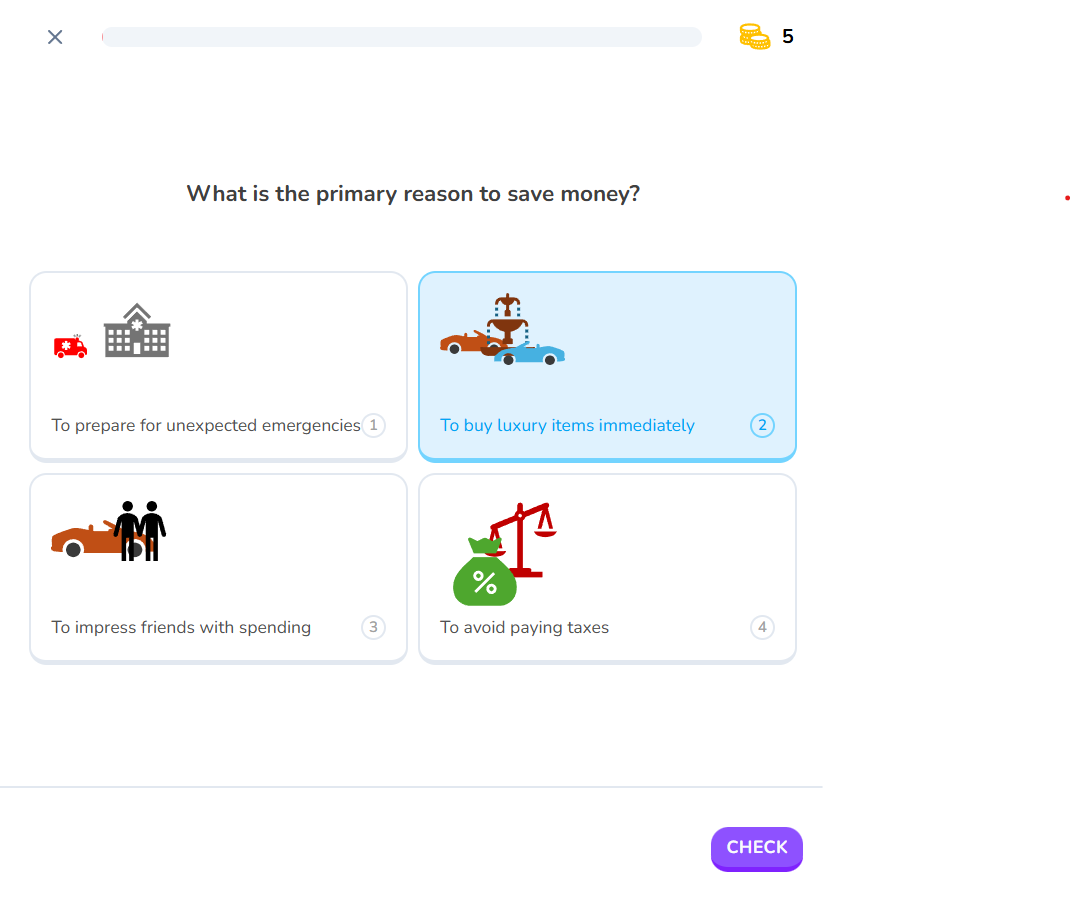 5
What is the primary reason to save money?
To prepare for unexpected emergencies 1
To buy luxury items immediately 2
%
To impress friends with spending 3
To avoid paying taxes 4
CHECK